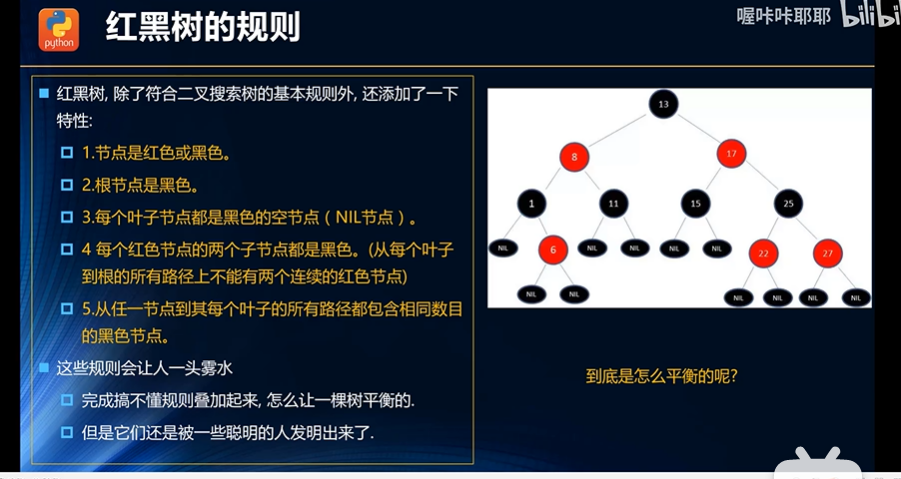 python
红黑树的规则
喔咔咔耶耶
bilibi
红黑树, 除了符合二叉搜索树的基本规则外, 还添加了一下
特性:
1.节点是红色或黑色。
2.根节点是黑色。
3.每个叶子节点都是黑色的空节点（NIL节点）。
4 每个红色节点的两个子节点都是黑色。(从每个叶子
到根的所有路径上不能有两个连续的红色节点)
5.从任一节点到其每个叶子的所有路径都包含相同数目
的黑色节点。
这些规则会让人一头雾水
完成搞不懂规则叠加起来, 怎么让一棵树平衡的.
但是它们还是被一些聪明的人发明出来了.
13
8
17
1
11
15
25
NIL
6
NIL
NIL
NIL
NIL
22
27
NIL
NIL
NIL
NIL
NIL
NIL
到底是怎么平衡的呢?